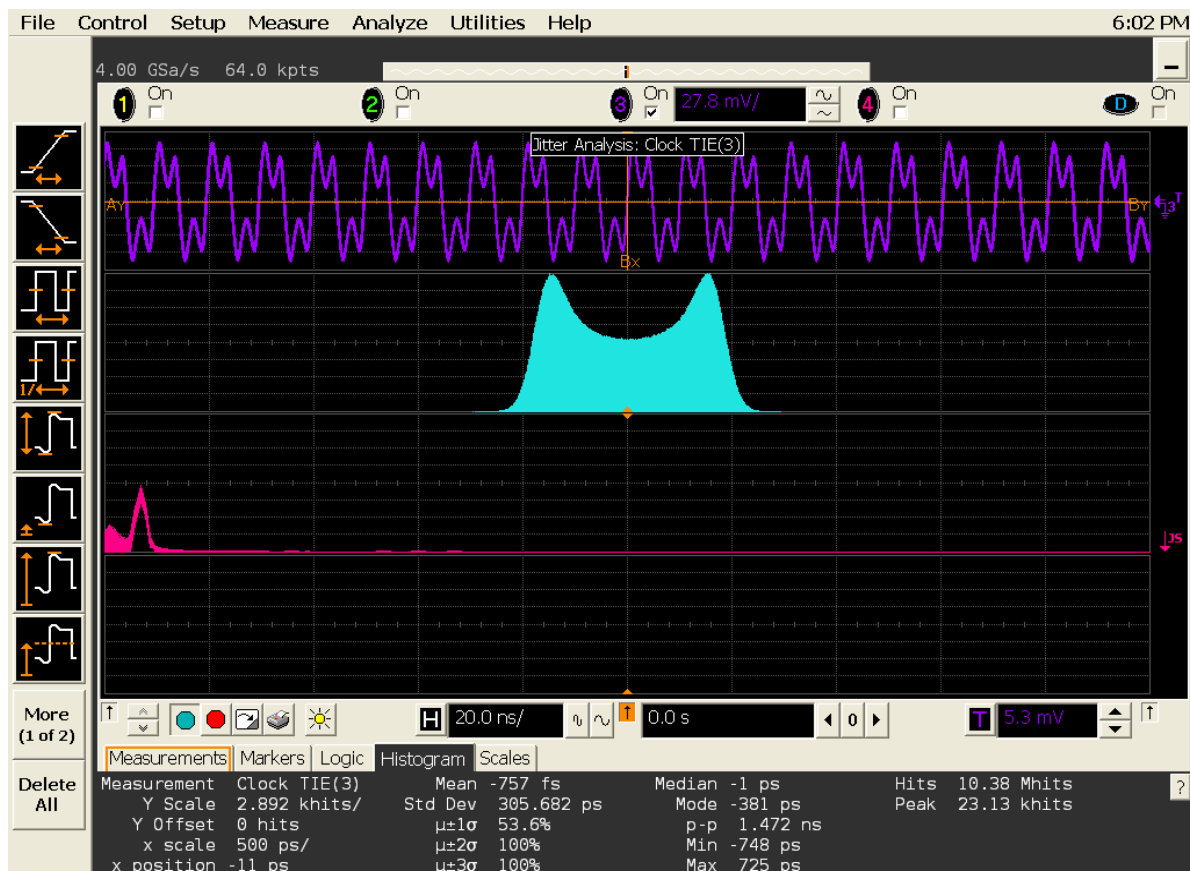 File Control Setup Measure Analyze Utilities Help 6:02 PM
4.00 GSa/s 64.0 kpts
1 On 2 On 3 On 27.8 mV/ 4 On D On
Jitter Analysis: Clock TIE(3)
Ay By 3T
Bx
1/
JS
More
(1 of 2)
Delete
All
H 20.0 ns/ 0.0 s 0 T 5.3 mV
Measurements Markers Logic Histogram Scales
Measurement Clock TIE(3) Mean -757 fs Median -1 ps Hits 10.38 Mhits ?
Y Scale 2.892 khits/ Std Dev 305.682 ps Mode -381 ps Peak 23.13 khits
Y Offset 0 hits μ±1σ 53.6% p-p 1.472 ns
x scale 500 ps/ μ±2σ 100% Min -748 ps
x position -11 ps μ±3σ 100% Max 725 ps